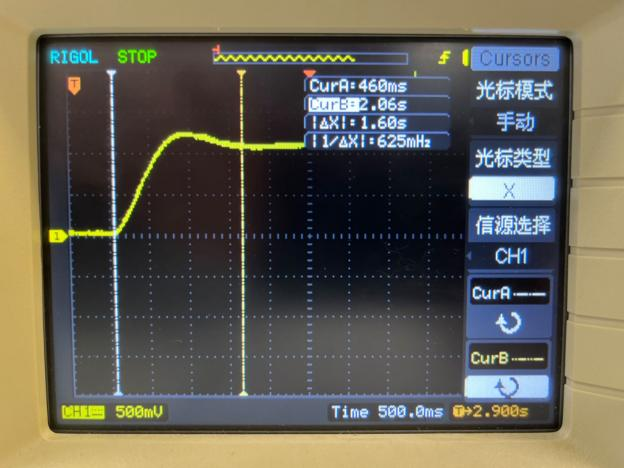 RIGOL STOP Cursors
T
CurA:460ms
CurB:2.06s
|ΔX|:1.60s
|1/ΔX|:625mHz
光标模式
手动
光标类型
X
信源选择
CH1
1
CurA
CurB
CH1 500mV Time 500.0ms T→2.900s